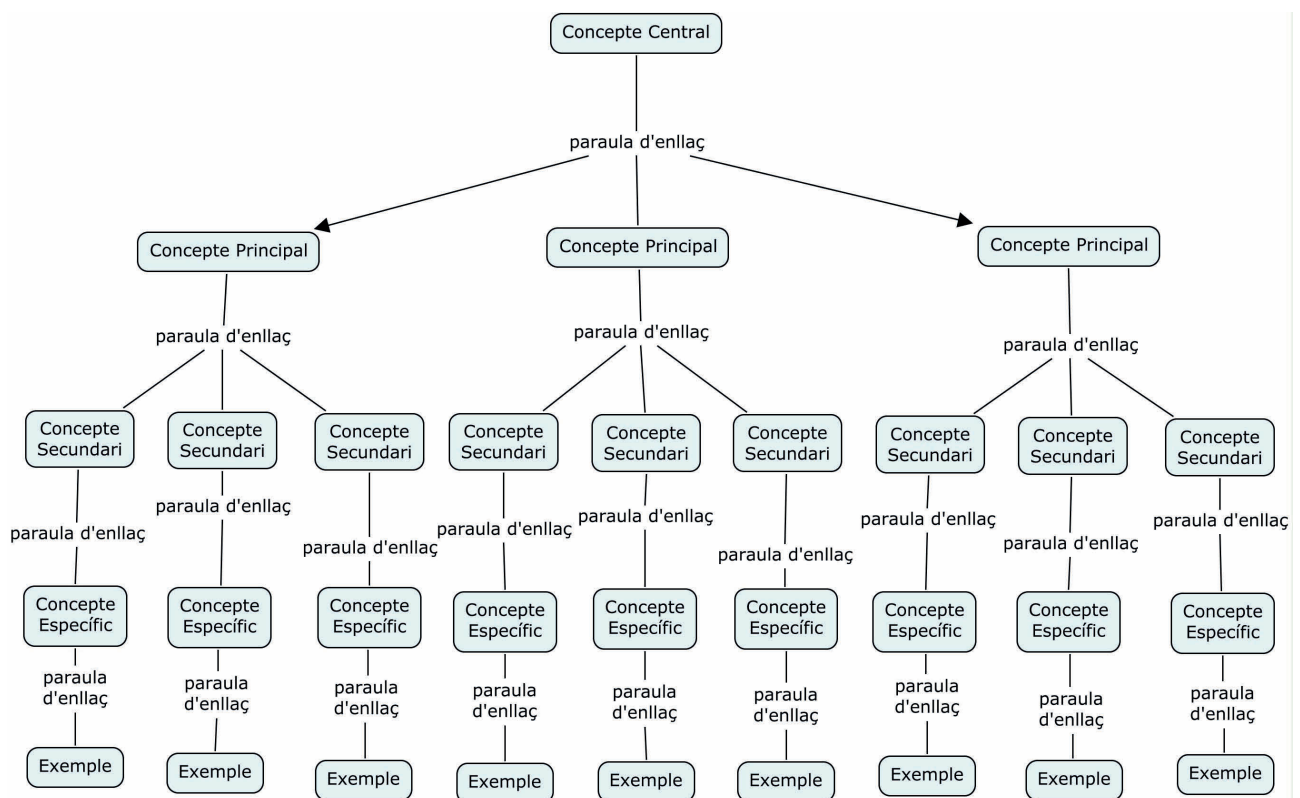 Concepte Central
paraula d'enllaç
Concepte Principal
Concepte Principal
Concepte Principal
paraula d'enllaç
paraula d'enllaç
paraula d'enllaç
Concepte
Secundari
Concepte
Secundari
Concepte
Secundari
Concepte
Secundari
Concepte
Secundari
Concepte
Secundari
Concepte
Secundari
Concepte
Secundari
Concepte
Secundari
paraula d'enllaç
paraula d'enllaç
paraula d'enllaç
paraula d'enllaç
paraula d'enllaç
paraula d'enllaç
paraula d'enllaç
paraula d'enllaç
paraula d'enllaç
Concepte
Específic
Concepte
Específic
Concepte
Específic
Concepte
Específic
Concepte
Específic
Concepte
Específic
Concepte
Específic
Concepte
Específic
Concepte
Específic
paraula
d'enllaç
paraula
d'enllaç
paraula
d'enllaç
paraula
d'enllaç
paraula
d'enllaç
paraula
d'enllaç
paraula
d'enllaç
paraula
d'enllaç
paraula
d'enllaç
Exemple
Exemple
Exemple
Exemple
Exemple
Exemple
Exemple
Exemple
Exemple